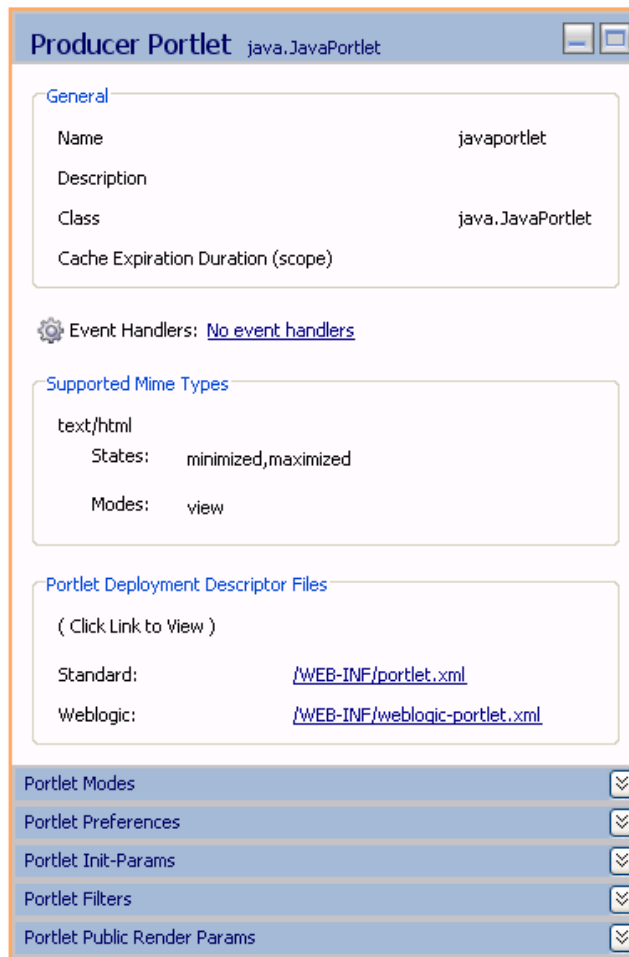 Producer Portlet java.JavaPortlet
General
Name javaportlet
Description
Class java.JavaPortlet
Cache Expiration Duration (scope)
Event Handlers: No event handlers
Supported Mime Types
text/html
States: minimized,maximized
Modes: view
Portlet Deployment Descriptor Files
( Click Link to View )
Standard: /WEB-INF/portlet.xml
Weblogic: /WEB-INF/weblogic-portlet.xml
Portlet Modes
Portlet Preferences
Portlet Init-Params
Portlet Filters
Portlet Public Render Params